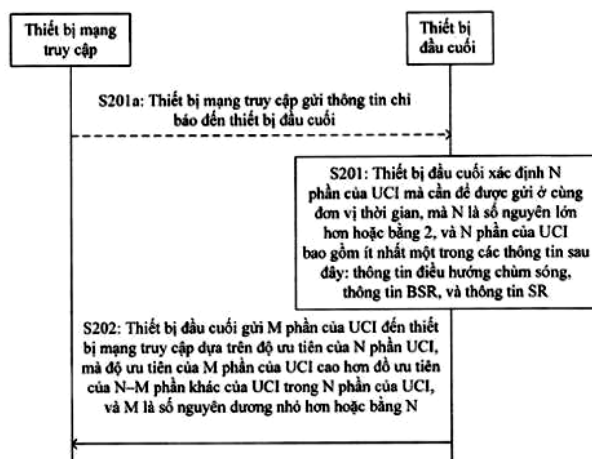 Thiết bị mạng
truy cập
Thiết bị
đầu cuối
S201a: Thiết bị mạng truy cập gửi thông tin chỉ
báo đến thiết bị đầu cuối
S201: Thiết bị đầu cuối xác định N
phần của UCI mà cần để được gửi ở cùng
đơn vị thời gian, mà N là số nguyên lớn
hơn hoặc bằng 2, và N phần của UCI
bao gồm ít nhất một trong các thông tin sau
đây: thông tin điều hướng chùm sóng,
thông tin BSR, và thông tin SR
S202: Thiết bị đầu cuối gửi M phần của UCI đến thiết
bị mạng truy cập dựa trên độ ưu tiên của N phần UCI,
mà độ ưu tiên của M phần của UCI cao hơn đồ ưu tiên
của N–M phần khác của UCI trong N phần của UCI,
và M là số nguyên dương nhỏ hơn hoặc bằng N